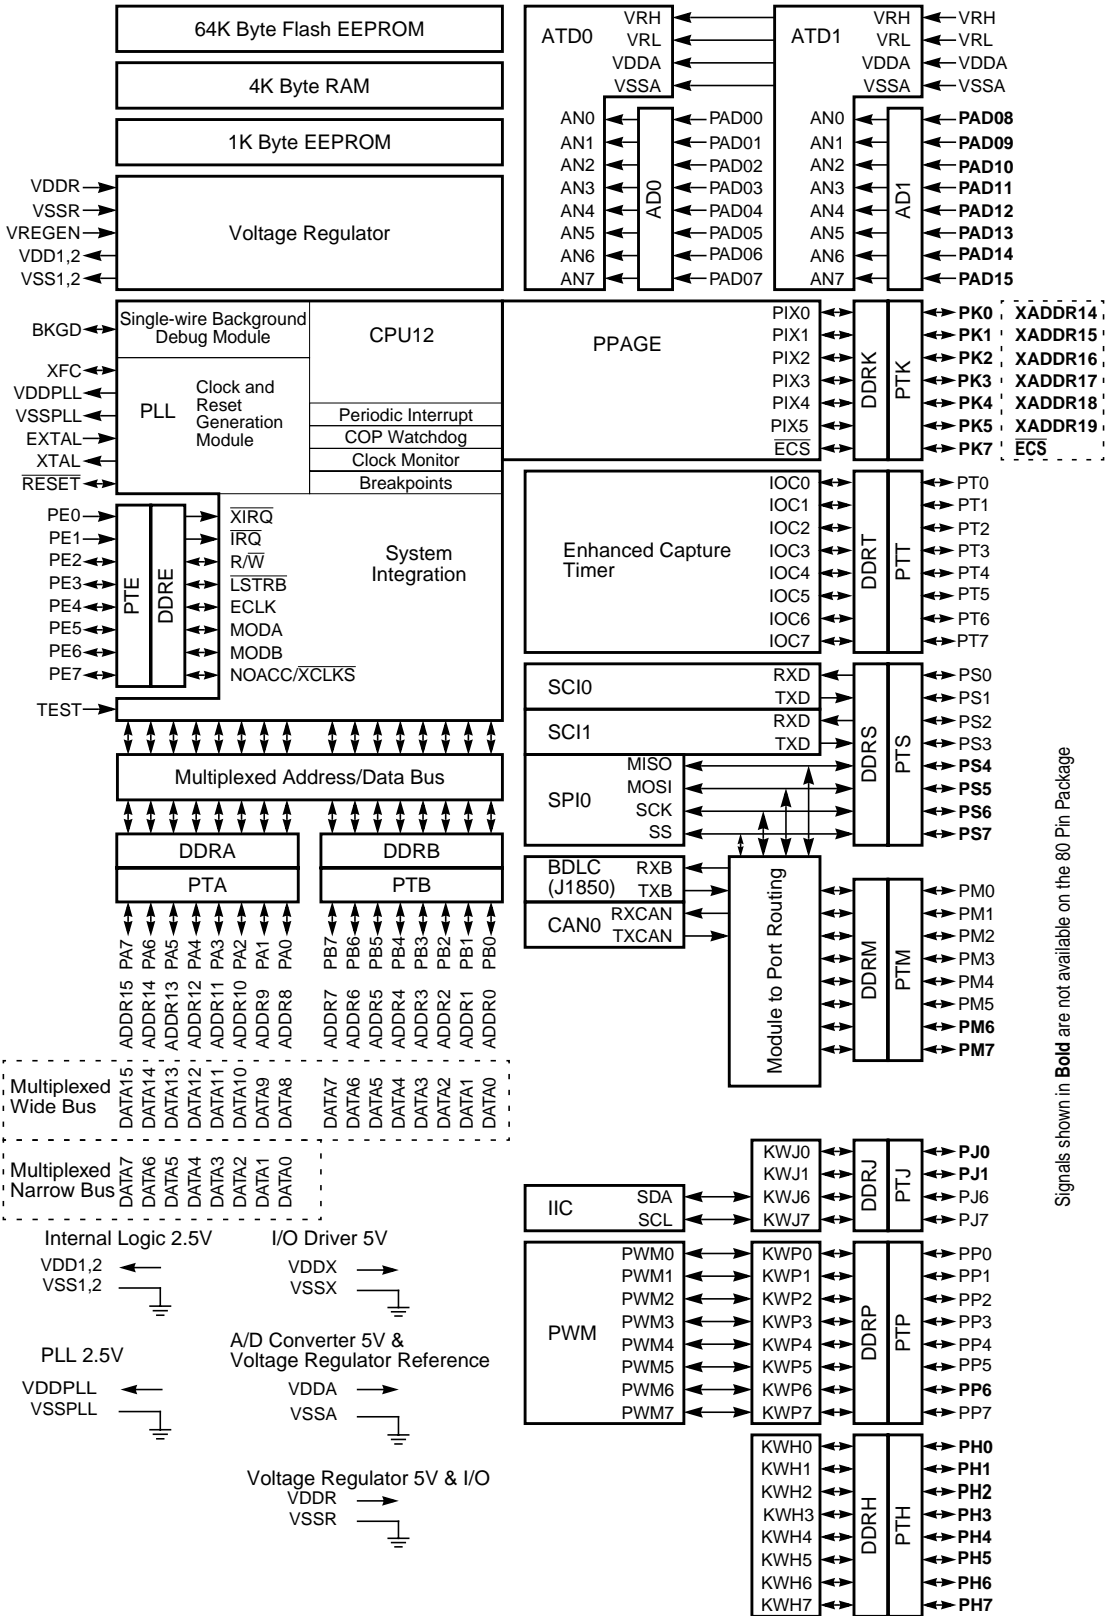 64K Byte Flash EEPROM
4K Byte RAM
1K Byte EEPROM
VDDR
VSSR
VREGEN
VDD1,2
VSS1,2
Voltage Regulator
ATD0
VRH
VRL
VDDA
VSSA
AN0
AN1
AN2
AN3
AN4
AN5
AN6
AN7
AD0
PAD00
PAD01
PAD02
PAD03
PAD04
PAD05
PAD06
PAD07
ATD1
VRH
VRL
VDDA
VSSA
VRH
VRL
VDDA
VSSA
AN0
AN1
AN2
AN3
AN4
AN5
AN6
AN7
AD1
PAD08
PAD09
PAD10
PAD11
PAD12
PAD13
PAD14
PAD15
BKGD
XFC
VDDPLL
VSSPLL
EXTAL
XTAL
RESET
Single-wire Background
Debug Module
CPU12
PLL
Clock and
Reset
Generation
Module
Periodic Interrupt
COP Watchdog
Clock Monitor
Breakpoints
PPAGE
PIX0
PIX1
PIX2
PIX3
PIX4
PIX5
ECS
DDRK
PTK
PK0
PK1
PK2
PK3
PK4
PK5
PK7
XADDR14
XADDR15
XADDR16
XADDR17
XADDR18
XADDR19
ECS
PE0
PE1
PE2
PE3
PE4
PE5
PE6
PE7
TEST
PTE
DDRE
XIRQ
IRQ
R/W
LSTRB
ECLK
MODA
MODB
NOACC/XCLKS
System
Integration
Enhanced Capture
Timer
IOC0
IOC1
IOC2
IOC3
IOC4
IOC5
IOC6
IOC7
DDRT
PTT
PT0
PT1
PT2
PT3
PT4
PT5
PT6
PT7
SCI0
RXD
TXD
SCI1
RXD
TXD
SPI0
MISO
MOSI
SCK
SS
DDRS
PTS
PS0
PS1
PS2
PS3
PS4
PS5
PS6
PS7
Multiplexed Address/Data Bus
DDRA
PTA
DDRB
PTB
PA7
PA6
PA5
PA4
PA3
PA2
PA1
PA0
PB7
PB6
PB5
PB4
PB3
PB2
PB1
PB0
ADDR15
ADDR14
ADDR13
ADDR12
ADDR11
ADDR10
ADDR9
ADDR8
ADDR7
ADDR6
ADDR5
ADDR4
ADDR3
ADDR2
ADDR1
ADDR0
Multiplexed
Wide Bus
DATA15
DATA14
DATA13
DATA12
DATA11
DATA10
DATA9
DATA8
DATA7
DATA6
DATA5
DATA4
DATA3
DATA2
DATA1
DATA0
Multiplexed
Narrow Bus
DATA7
DATA6
DATA5
DATA4
DATA3
DATA2
DATA1
DATA0
BDLC
(J1850)
RXB
TXB
CAN0
RXCAN
TXCAN
Module to Port Routing
DDRM
PTM
PM0
PM1
PM2
PM3
PM4
PM5
PM6
PM7
Signals shown in Bold are not available on the 80 Pin Package
KWJ0
KWJ1
KWJ6
KWJ7
DDRJ
PTJ
PJ0
PJ1
PJ6
PJ7
IIC
SDA
SCL
PWM
PWM0
PWM1
PWM2
PWM3
PWM4
PWM5
PWM6
PWM7
KWP0
KWP1
KWP2
KWP3
KWP4
KWP5
KWP6
KWP7
DDRP
PTP
PP0
PP1
PP2
PP3
PP4
PP5
PP6
PP7
KWH0
KWH1
KWH2
KWH3
KWH4
KWH5
KWH6
KWH7
DDRH
PTH
PH0
PH1
PH2
PH3
PH4
PH5
PH6
PH7
Internal Logic 2.5V
VDD1,2
VSS1,2
I/O Driver 5V
VDDX
VSSX
PLL 2.5V
VDDPLL
VSSPLL
A/D Converter 5V &
Voltage Regulator Reference
VDDA
VSSA
Voltage Regulator 5V & I/O
VDDR
VSSR